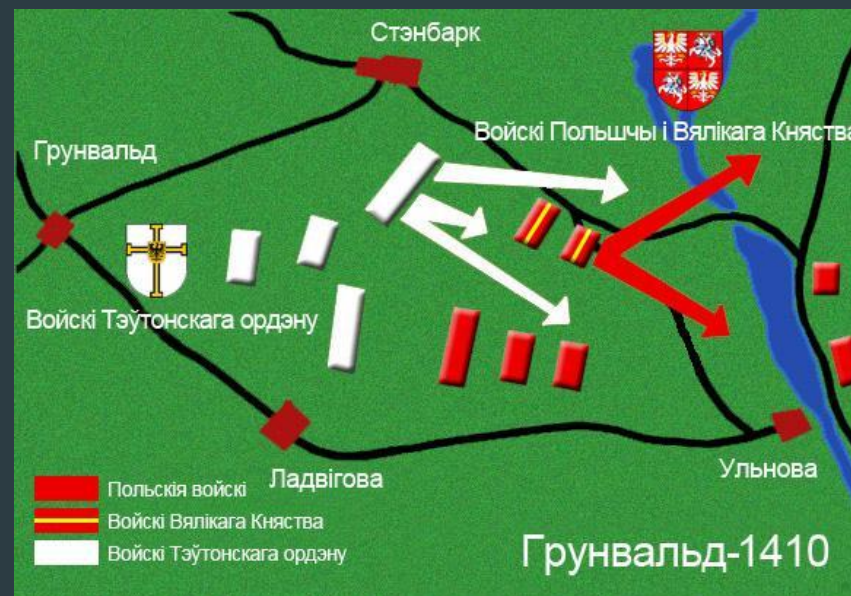 Стэнбарк
Войскі Польшчы і Вялікага Княства
Грунвальд
Войскі Тэўтонскага ордэну
Ладвігова
Ульнова
Польскія войскі
Войскі Вялікага Княства
Войскі Тэўтонскага ордэну
Грунвальд-1410